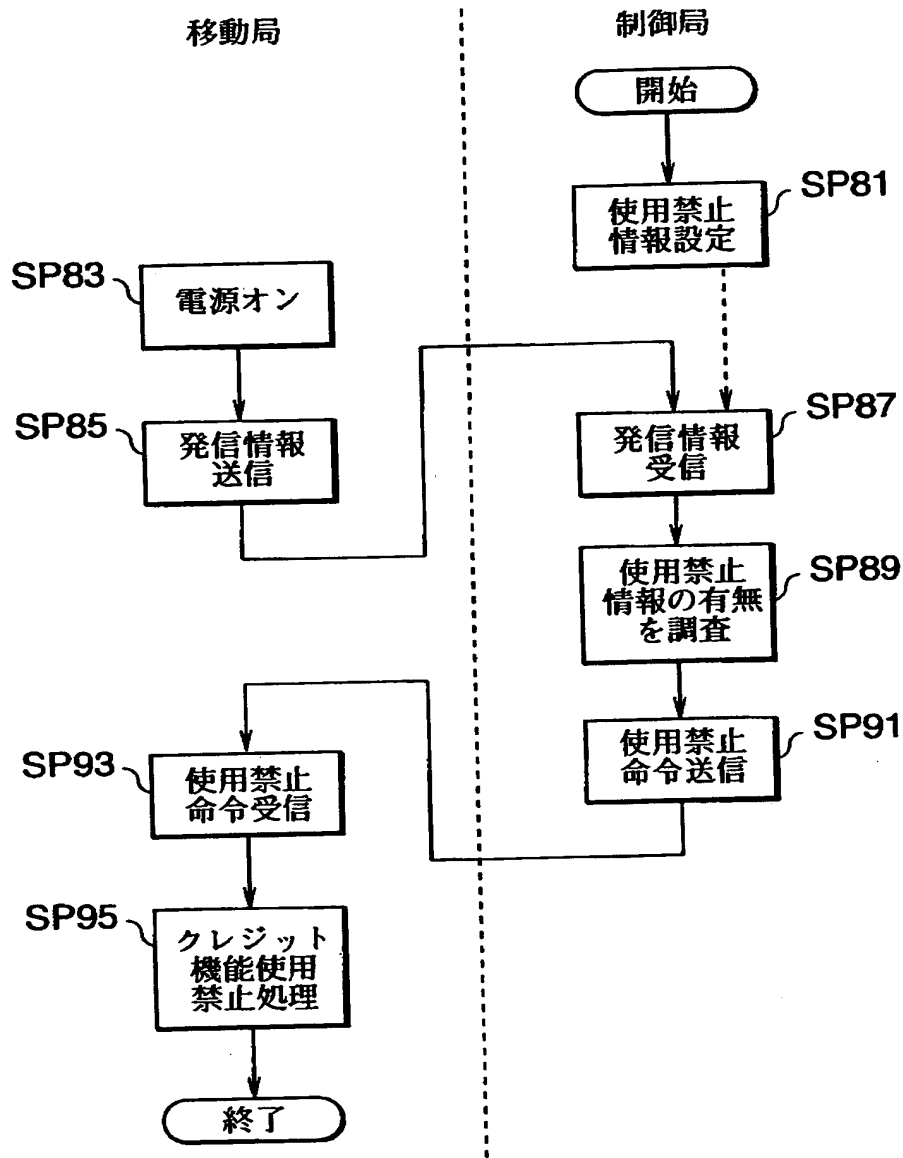 移動局
制御局
開始
SP81
使用禁止
情報設定
SP83
電源オン
SP85
発信情報
送信
SP87
発信情報
受信
SP89
使用禁止
情報の有無
を調査
SP91
使用禁止
命令送信
SP93
使用禁止
命令受信
SP95
クレジット
機能使用
禁止処理
終了